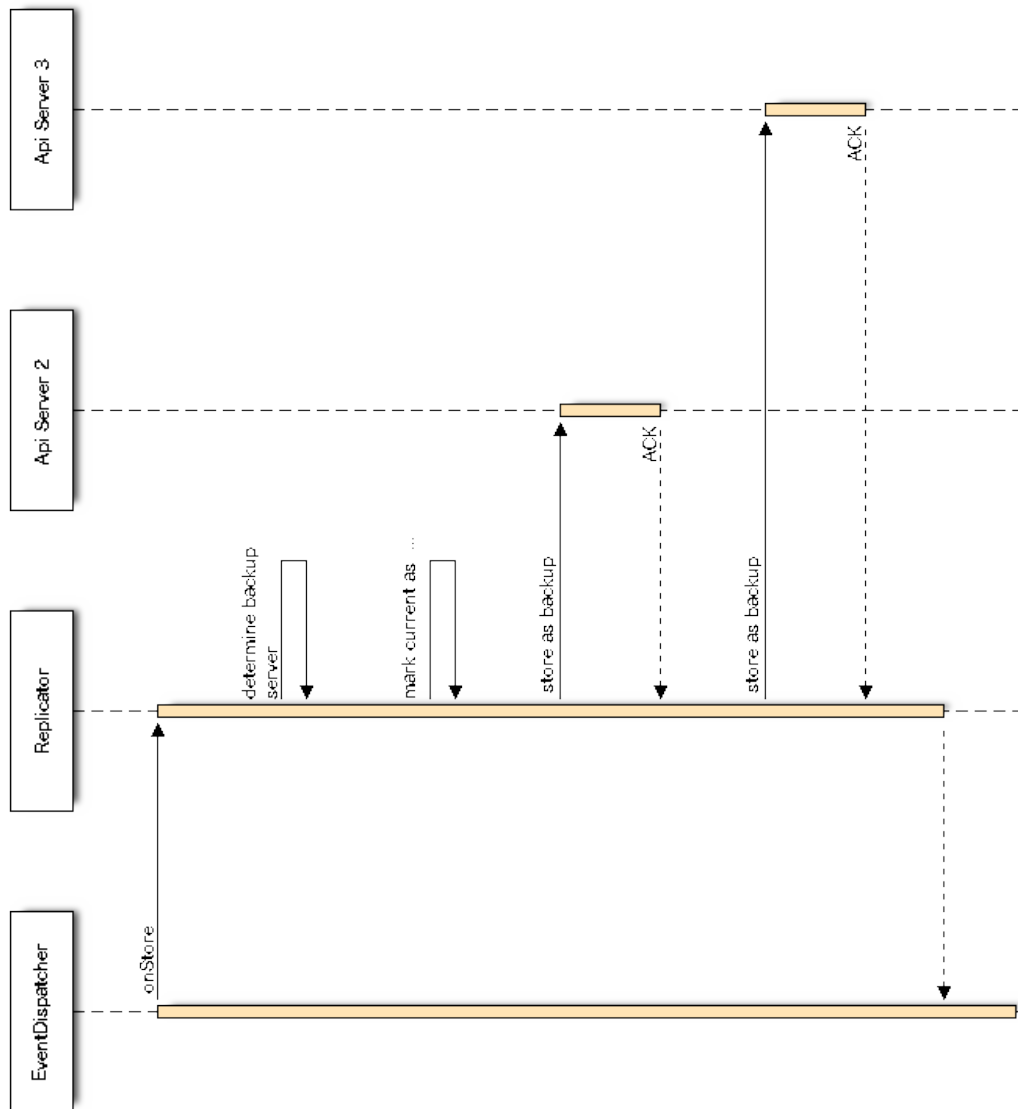 EventDispatcher
Replicator
Api Server 2
Api Server 3
onStore
determine backup
server
mark current as ...
store as backup
ACK
store as backup
ACK